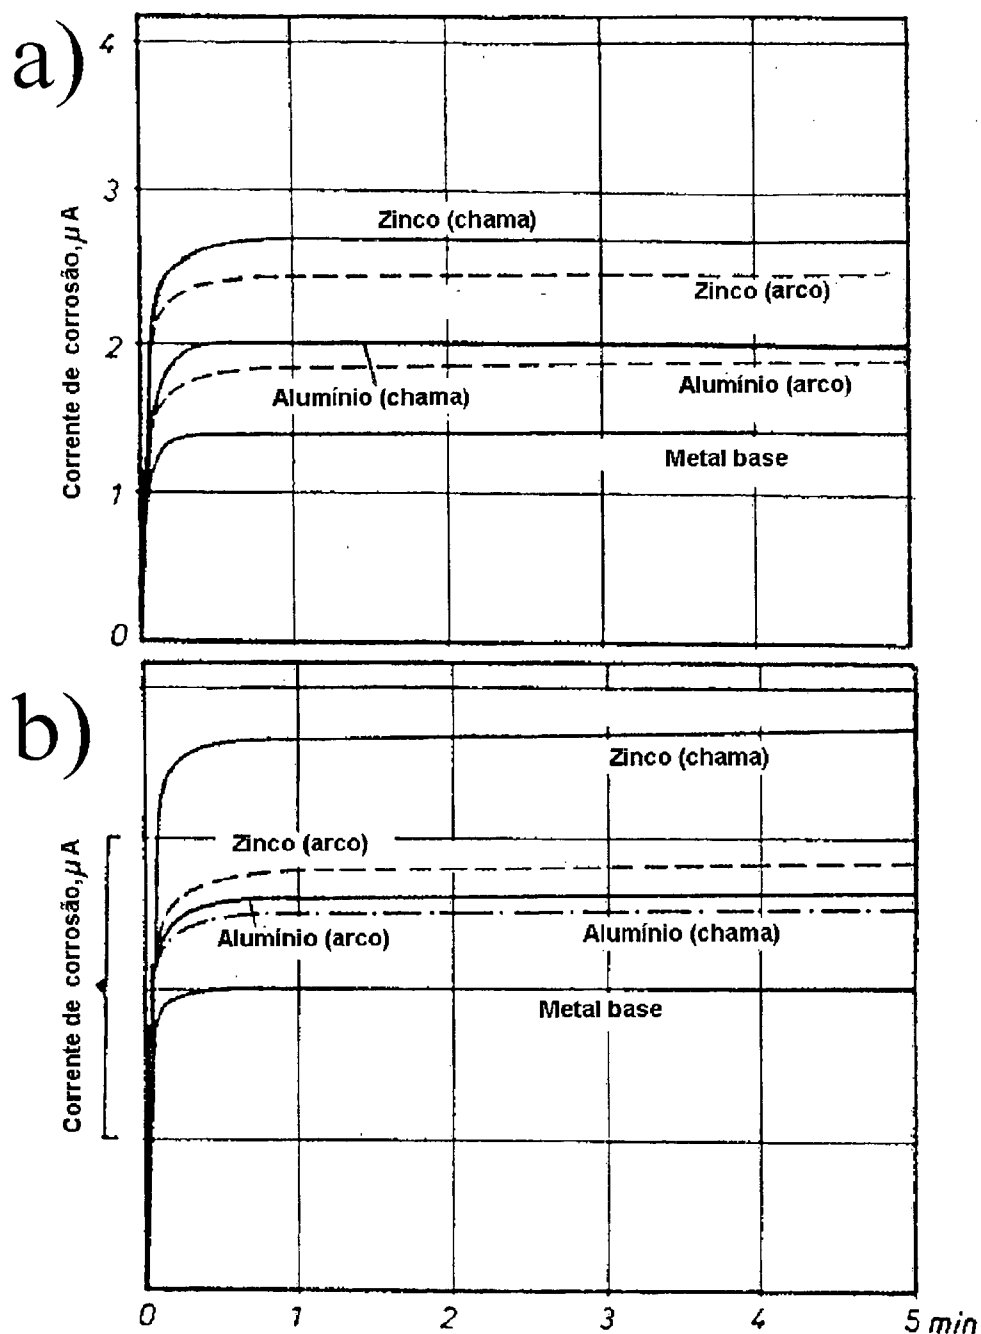 a)
4
3
2
1
0
Corrente de corrosão, µA
Zinco (chama)
Zinco (arco)
Alumínio (chama)
Alumínio (arco)
Metal base
b)
Corrente de corrosão, µA
Zinco (chama)
Zinco (arco)
Alumínio (arco)
Alumínio (chama)
Metal base
0 1 2 3 4 5 min